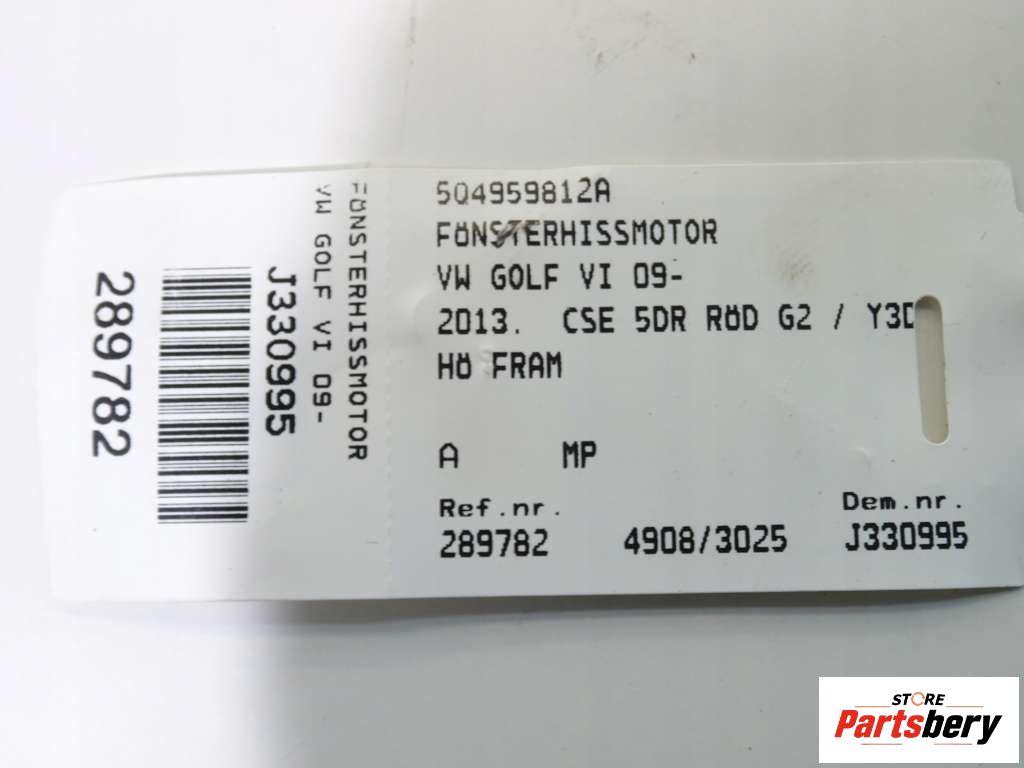 FÖNSTERHISSMOTOR
VW GOLF VI 09-
J330995
289782
5Q4959812A
FÖNSTERHISSMOTOR
VW GOLF VI 09-
2013. CSE 5DR RÖD G2 / Y3D
HÖ FRAM
A MP
Ref.nr. Dem.nr.
289782 4908/3025 J330995
STORE
Partsbery